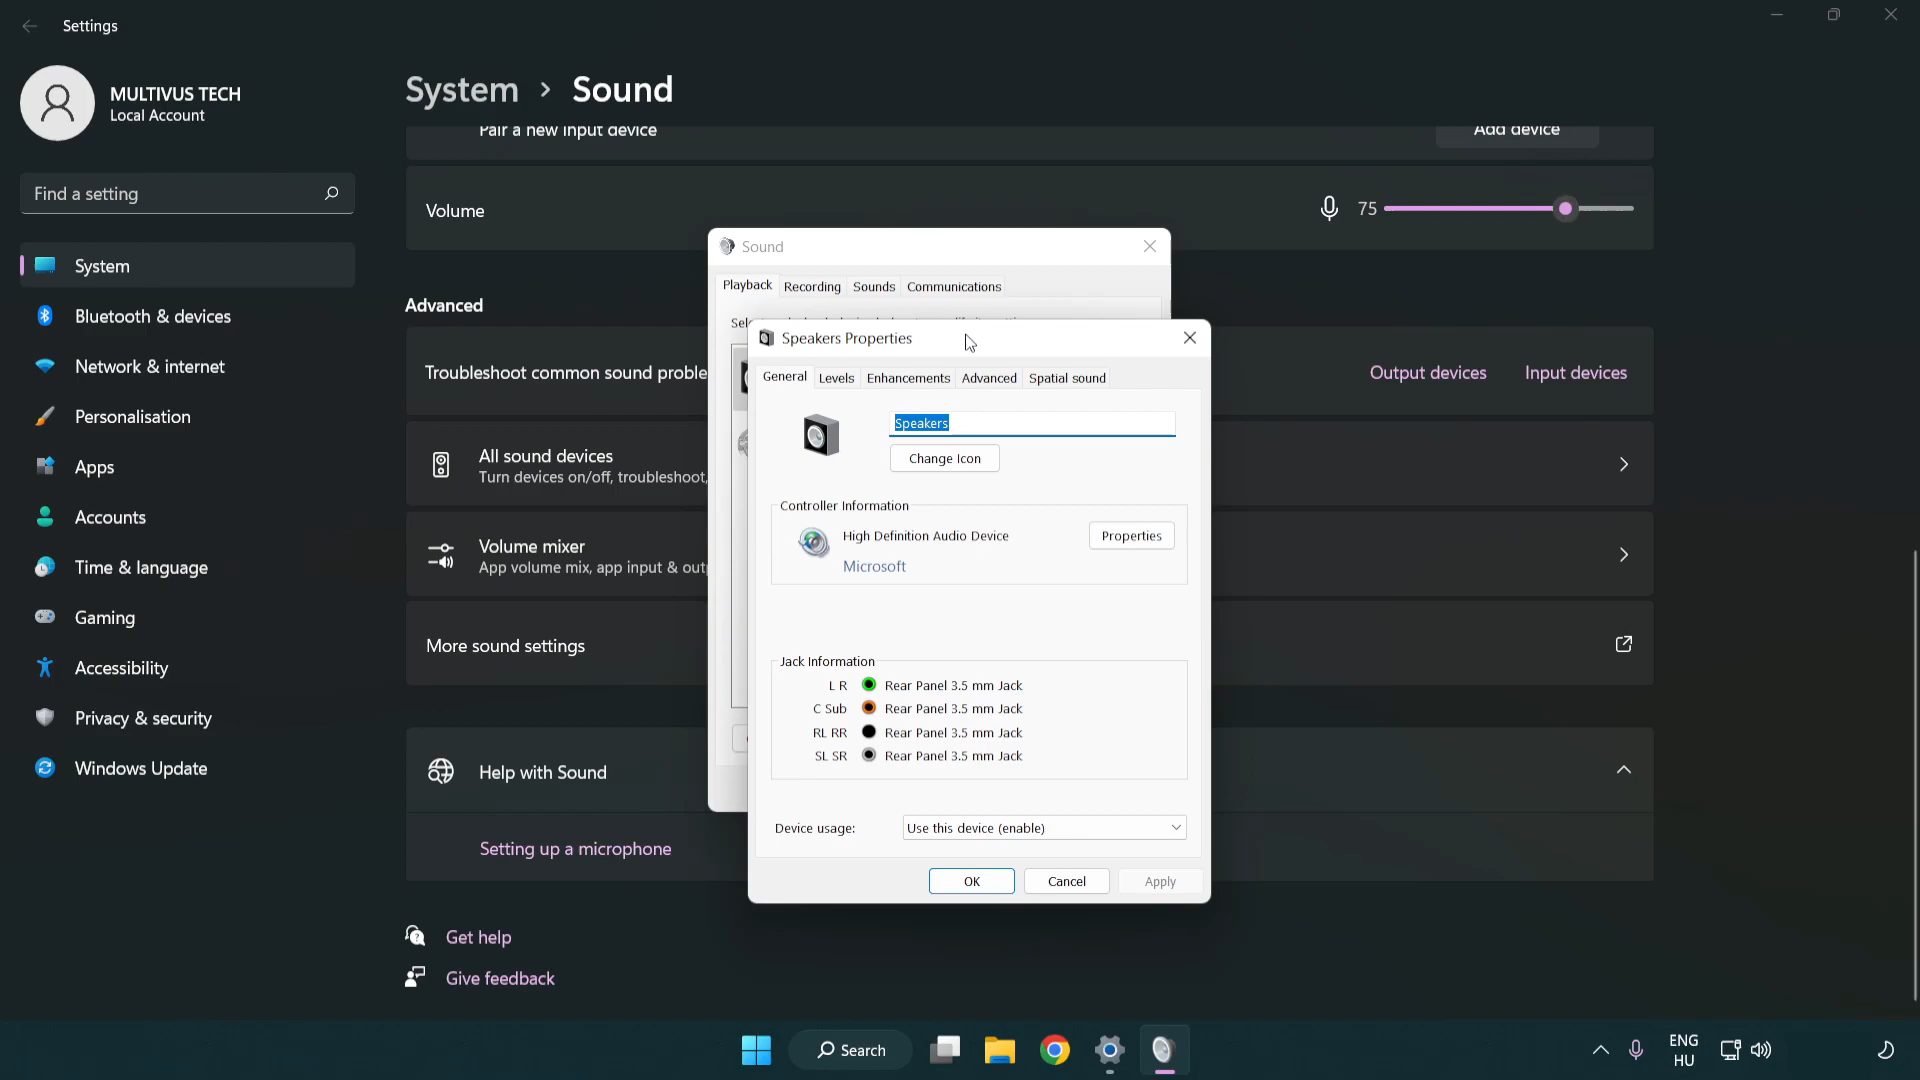 Settings
MULTIVUS TECH
Local Account
Find a setting
System
Bluetooth & devices
Network & internet
Personalisation
Apps
Accounts
Time & language
Gaming
Accessibility
Privacy & security
Windows Update
System > Sound
Pair a new input device
Add device
Volume
75
Advanced
Troubleshoot common sound proble
Output devices
Input devices
All sound devices
Turn devices on/off, troubleshoot,
Volume mixer
App volume mix, app input & outp
More sound settings
Help with Sound
Setting up a microphone
Get help
Give feedback
Sound
Playback
Recording
Sounds
Communications
Speakers Properties
General
Levels
Enhancements
Advanced
Spatial sound
Speakers
Change Icon
Controller Information
High Definition Audio Device
Properties
Microsoft
Jack Information
L R Rear Panel 3.5 mm Jack
C Sub Rear Panel 3.5 mm Jack
RL RR Rear Panel 3.5 mm Jack
SL SR Rear Panel 3.5 mm Jack
Device usage:
Use this device (enable)
OK
Cancel
Apply
Search
ENG
HU